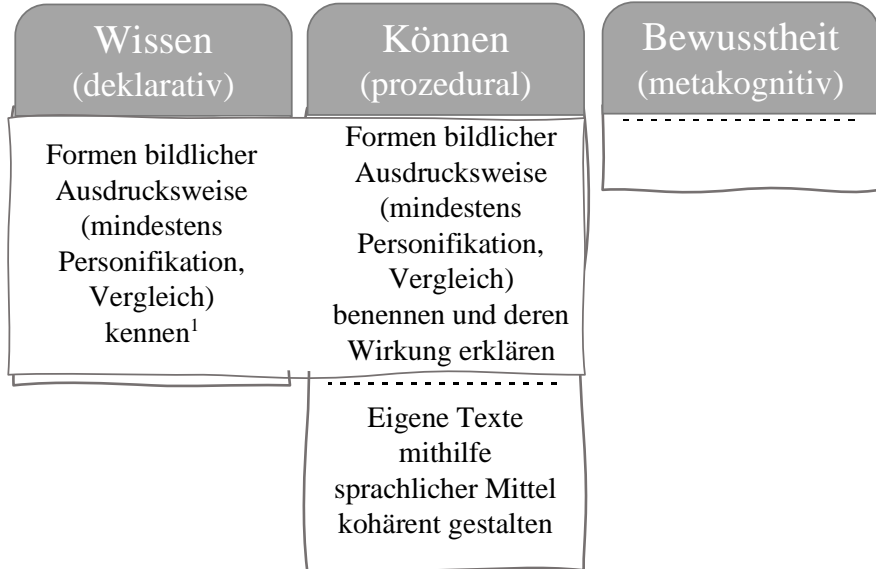 Wissen
(deklarativ)
Formen bildlicher
Ausdrucksweise
(mindestens
Personifikation,
Vergleich)
kennen¹
Können
(prozedural)
Formen bildlicher
Ausdrucksweise
(mindestens
Personifikation,
Vergleich)
benennen und deren
Wirkung erklären
Eigene Texte
mithilfe
sprachlicher Mittel
kohärent gestalten
Bewusstheit
(metakognitiv)